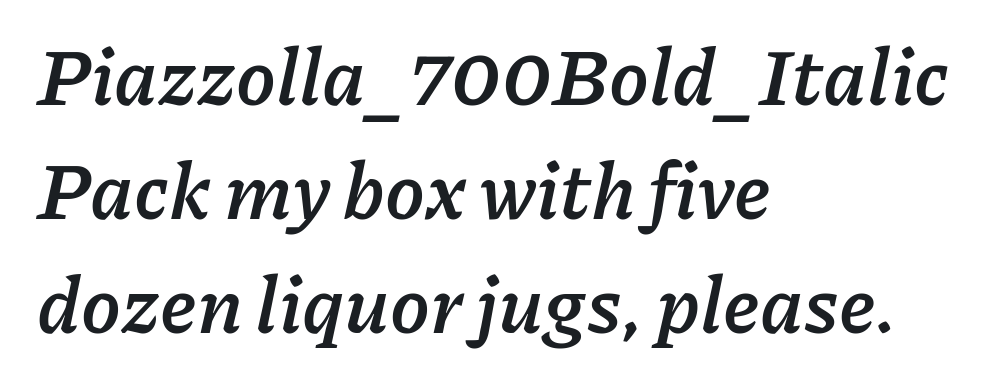 Piazzolla_700Bold_Italic
Pack my box with five
dozen liquor jugs, please.